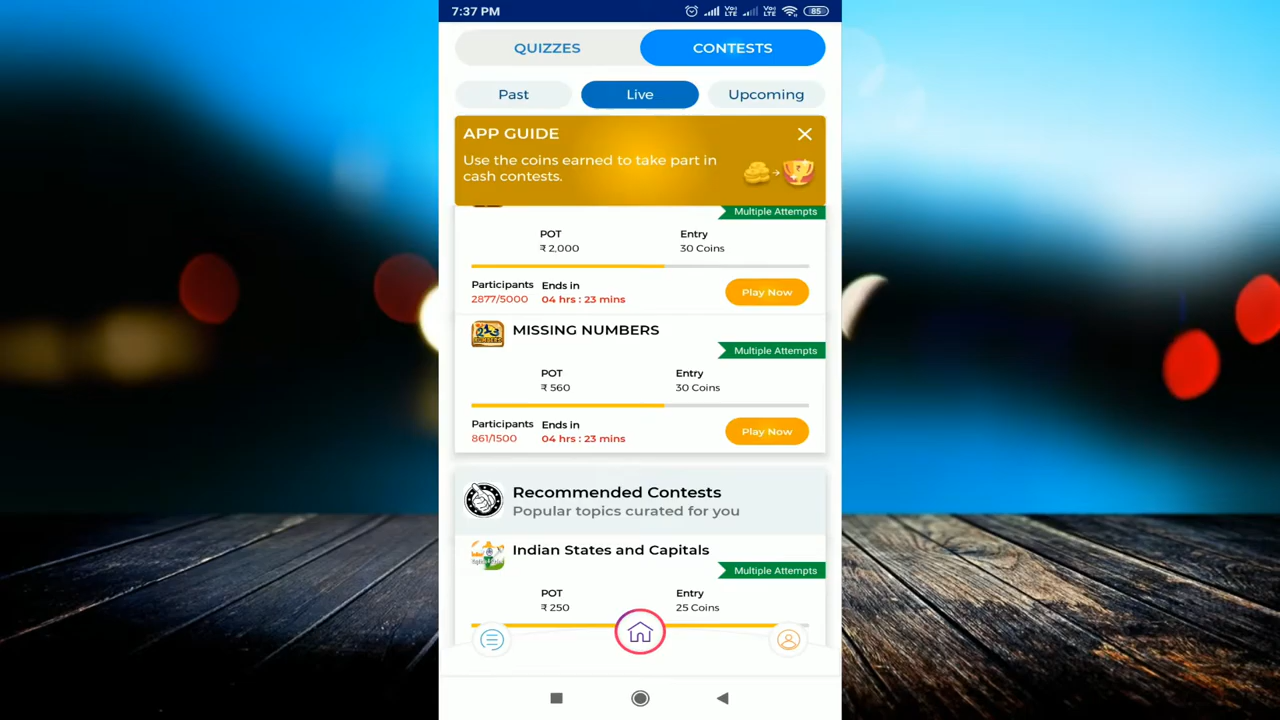 7:37 PM
85
QUIZZES
CONTESTS
Past
Live
Upcoming
APP GUIDE
Use the coins earned to take part in
cash contests.
Multiple Attempts
POT
Entry
₹ 2,000
30 Coins
Participants
Ends in
2877/5000
04 hrs : 23 mins
Play Now
MISSING NUMBERS
Multiple Attempts
POT
Entry
₹ 560
30 Coins
Participants
Ends in
861/1500
04 hrs : 23 mins
Play Now
Recommended Contests
Popular topics curated for you
Indian States and Capitals
Multiple Attempts
POT
Entry
₹ 250
25 Coins